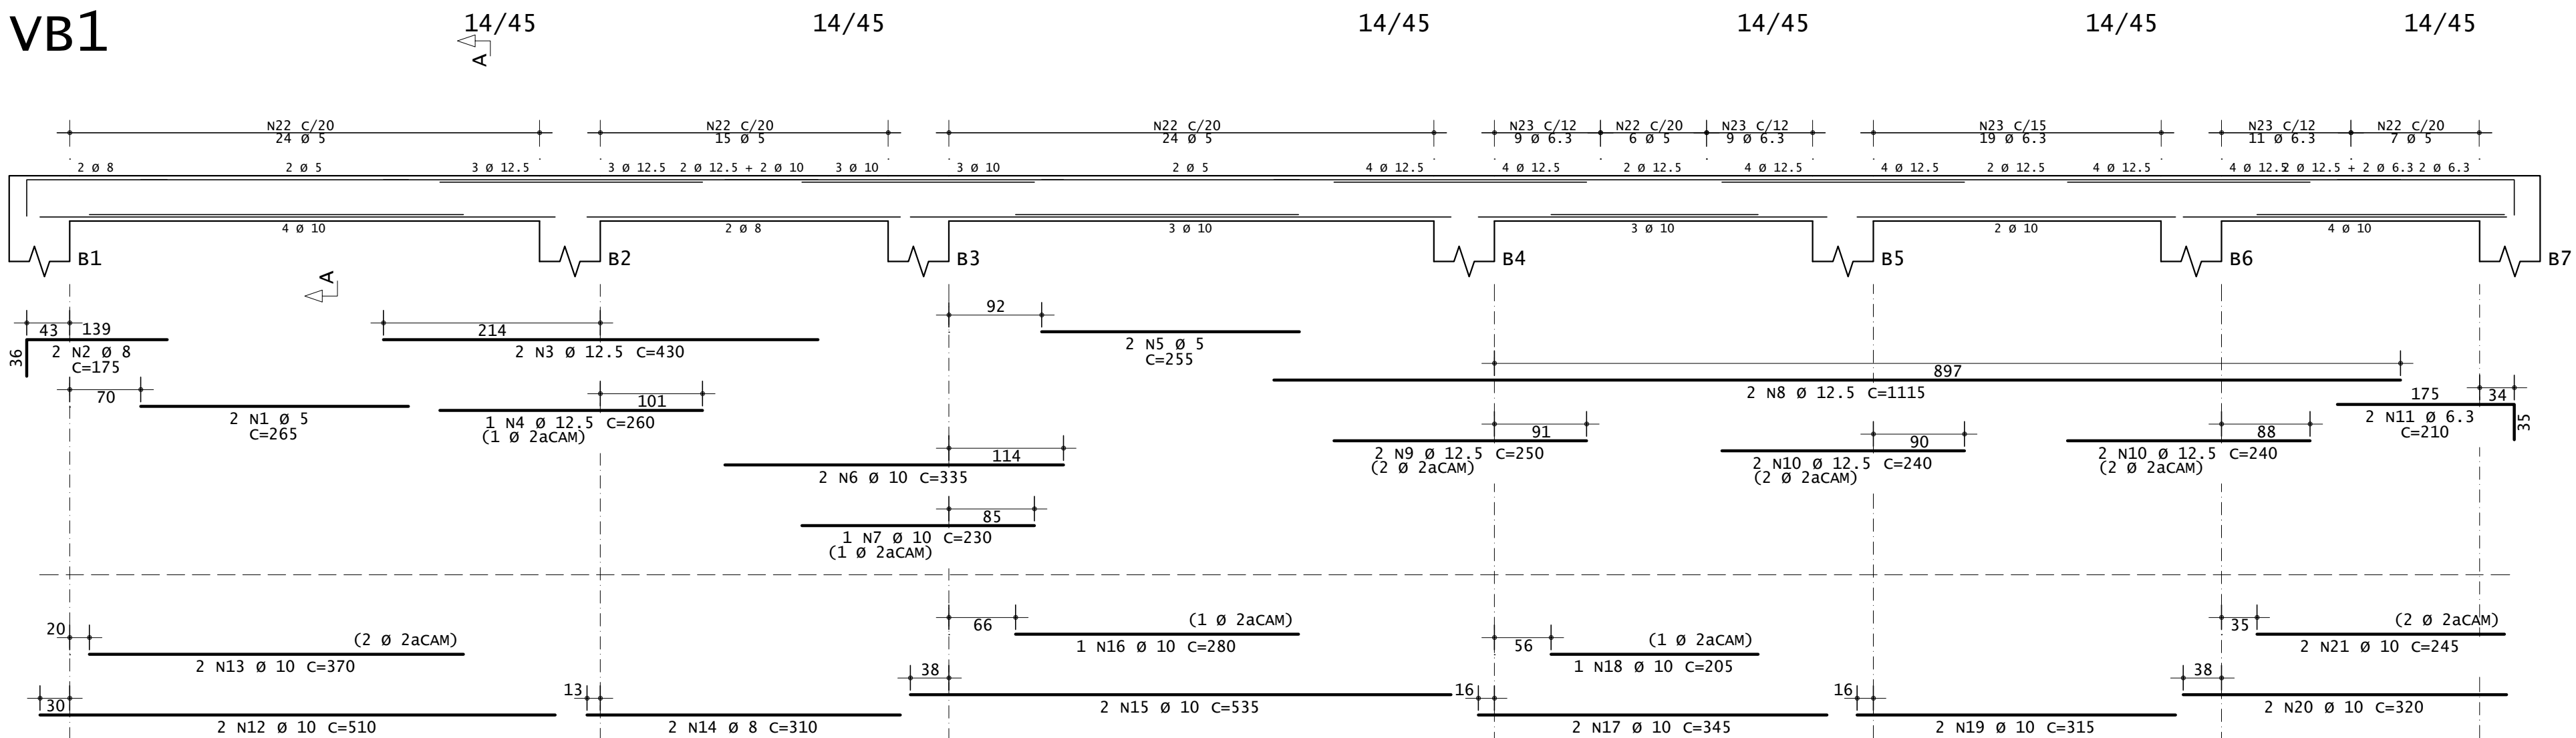 VB1
14/45 14/45 14/45 14/45 14/45 14/45
A
N22 C/20 N22 C/20 N22 C/20 N23 C/12 N22 C/20 N23 C/12 N23 C/15 N23 C/12 N22 C/20
24 Ø 5 15 Ø 5 24 Ø 5 9 Ø 6.3 6 Ø 5 9 Ø 6.3 19 Ø 6.3 11 Ø 6.3 7 Ø 5
2 Ø 8 2 Ø 5 3 Ø 12.5 3 Ø 12.5 2 Ø 12.5 + 2 Ø 10 3 Ø 10 3 Ø 10 2 Ø 5 4 Ø 12.5 4 Ø 12.5 2 Ø 12.5 4 Ø 12.5 4 Ø 12.5 2 Ø 12.5 4 Ø 12.5 4 Ø 12.5 2 Ø 12.5 + 2 Ø 6.3 2 Ø 6.3
4 Ø 10 2 Ø 8 3 Ø 10 3 Ø 10 2 Ø 10 4 Ø 10
B1 B2 B3 B4 B5 B6 B7
A
92
43 139 214
36
2 N2 Ø 8
C=175
2 N3 Ø 12.5 C=430
2 N5 Ø 5
C=255
897
2 N8 Ø 12.5 C=1115
70
2 N1 Ø 5
C=265
101
1 N4 Ø 12.5 C=260
(1 Ø 2aCAM)
175 34
2 N11 Ø 6.3
C=210
35
91
2 N9 Ø 12.5 C=250
(2 Ø 2aCAM)
90
2 N10 Ø 12.5 C=240
(2 Ø 2aCAM)
88
2 N10 Ø 12.5 C=240
(2 Ø 2aCAM)
114
2 N6 Ø 10 C=335
85
1 N7 Ø 10 C=230
(1 Ø 2aCAM)
20 (2 Ø 2aCAM)
2 N13 Ø 10 C=370
66 (1 Ø 2aCAM)
1 N16 Ø 10 C=280
56 (1 Ø 2aCAM)
1 N18 Ø 10 C=205
35 (2 Ø 2aCAM)
2 N21 Ø 10 C=245
30
2 N12 Ø 10 C=510
13
2 N14 Ø 8 C=310
38
2 N15 Ø 10 C=535
16
2 N17 Ø 10 C=345
16
2 N19 Ø 10 C=315
38
2 N20 Ø 10 C=320